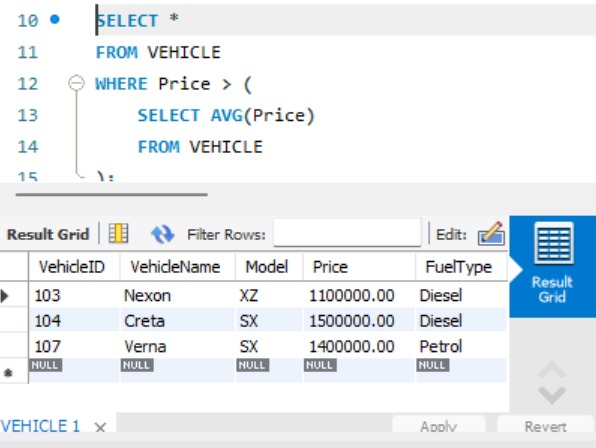 10 SELECT *
11 FROM VEHICLE
12 WHERE Price > (
13 SELECT AVG(Price)
14 FROM VEHICLE
15 );
Result Grid Filter Rows: Edit:
VehicleID VehicleName Model Price FuelType
103 Nexon XZ 1100000.00 Diesel
104 Creta SX 1500000.00 Diesel
107 Verna SX 1400000.00 Petrol
NULL NULL NULL NULL NULL
Result
Grid
VEHICLE 1 × Apply Revert